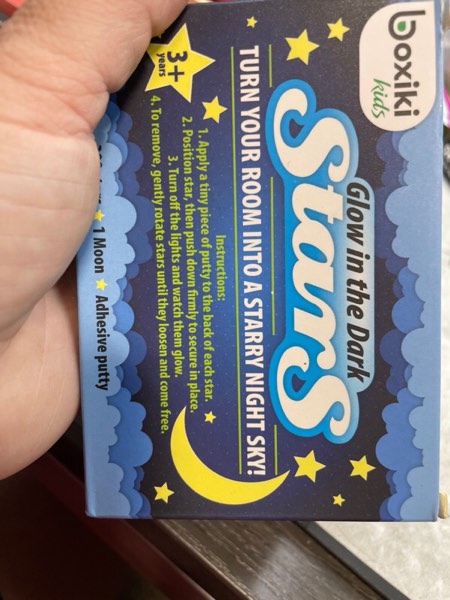 boxiki
kids
Glow in the Dark
Stars
TURN YOUR ROOM INTO A STARRY NIGHT SKY!
3+
years
Instructions:
1. Apply a tiny piece of putty to the back of each star.
2. Position star, then push down firmly to secure in place.
3. Turn off the lights and watch them glow.
4. To remove, gently rotate stars until they loosen and come free.
1 Moon Adhesive putty